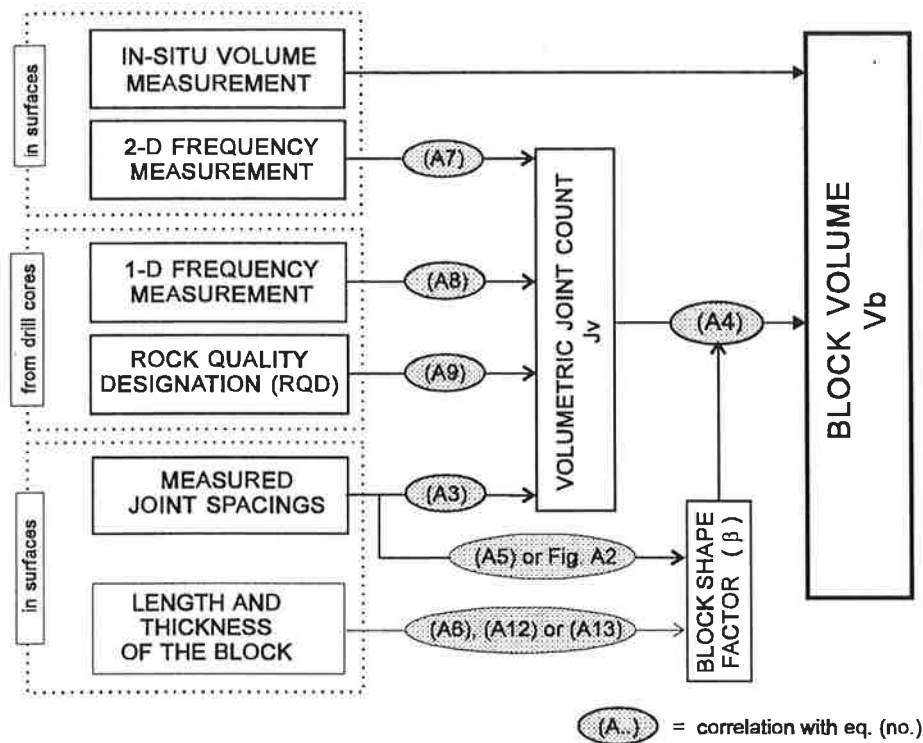 in surfaces
IN-SITU VOLUME
MEASUREMENT
2-D FREQUENCY
MEASUREMENT
(A7)
from drill cores
1-D FREQUENCY
MEASUREMENT
(A8)
ROCK QUALITY
DESIGNATION (RQD)
(A9)
in surfaces
MEASURED
JOINT SPACINGS
(A3)
(A5) or Fig. A2
LENGTH AND
THICKNESS
OF THE BLOCK
(A6), (A12) or (A13)
VOLUMETRIC JOINT COUNT
Jv
(A4)
BLOCK SHAPE
FACTOR (β)
BLOCK VOLUME
Vb
(A..) = correlation with eq. (no.)